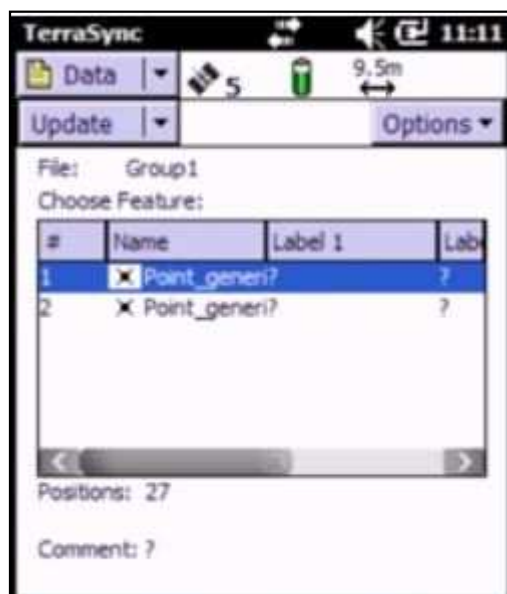 TerraSync 11:11
Data 5 9.5m
Update Options
File: Group1
Choose Feature:
# Name Label 1 Lab
1 Point_generi? ?
2 Point_generi? ?
Positions: 27
Comment: ?